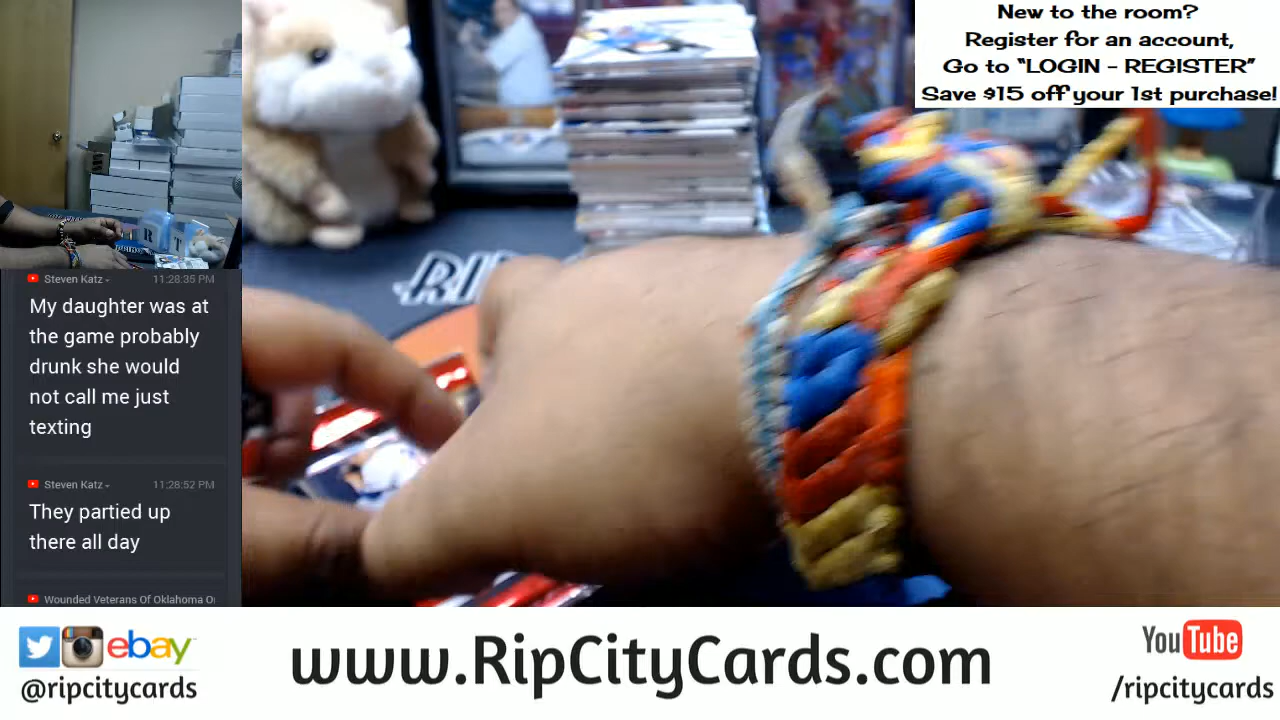 New to the room?
Register for an account,
Go to "LOGIN - REGISTER"
Save $15 off your 1st purchase!
R T
Steven Katz 11:28:35 PM
My daughter was at
the game probably
drunk she would
not call me just
texting
Steven Katz 11:28:52 PM
They partied up
there all day
Wounded Veterans Of Oklahoma
RI
ebay
@ripcitycards
www.RipCityCards.com
YouTube
/ripcitycards